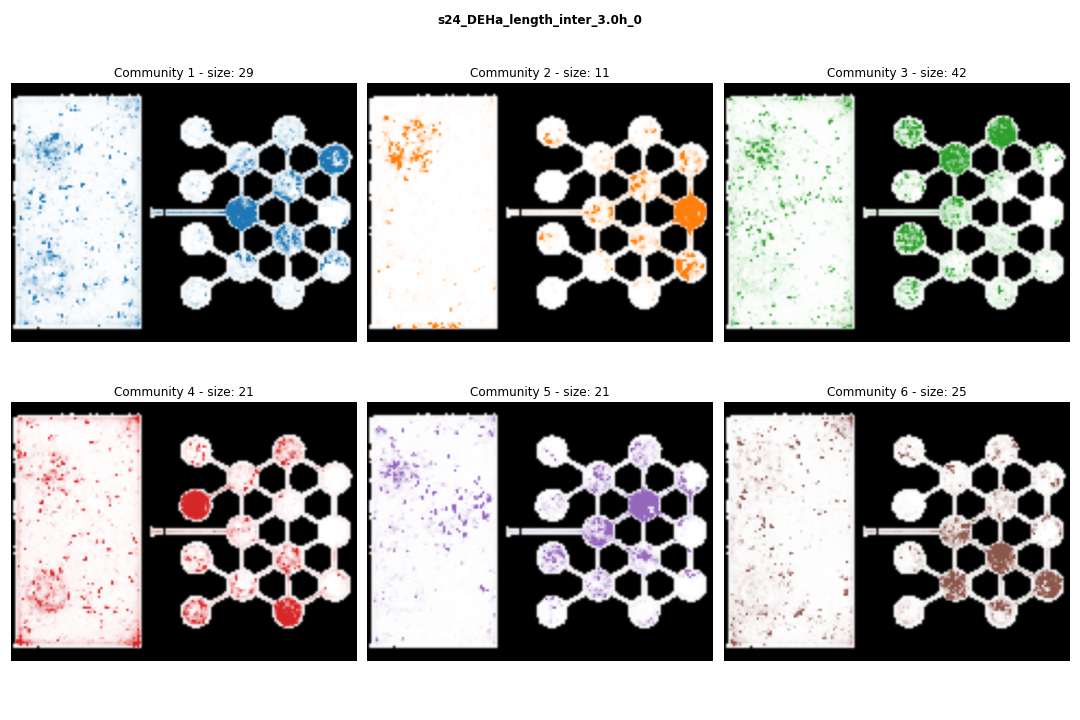 s24_DEHa_length_inter_3.0h_0
Community 1 - size: 29
Community 2 - size: 11
Community 3 - size: 42
Community 4 - size: 21
Community 5 - size: 21
Community 6 - size: 25